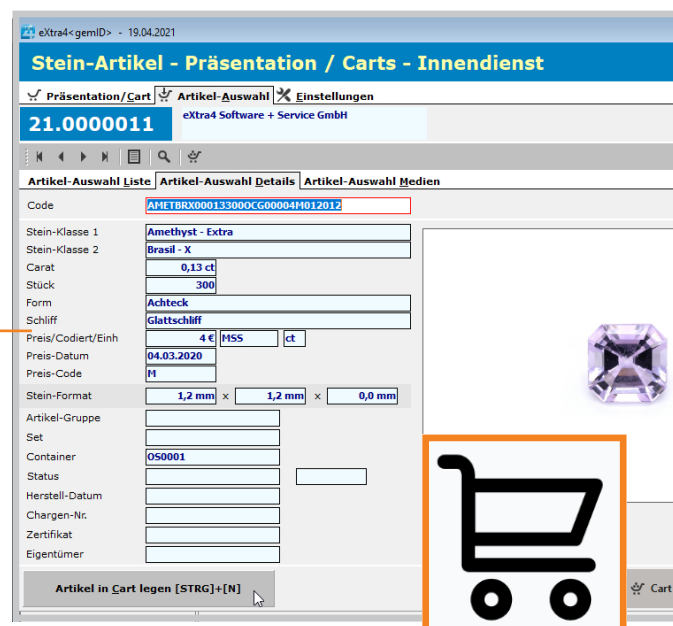 eXtra4<gemID> - 19.04.2021
Stein-Artikel - Präsentation / Carts - Innendienst
Präsentation/Cart Artikel-Auswahl Einstellungen
21.0000011 eXtra4 Software + Service GmbH
Artikel-Auswahl Liste Artikel-Auswahl Details Artikel-Auswahl Medien
Code AMETBRX00013300OCG00004M012012
Stein-Klasse 1 Amethyst - Extra
Stein-Klasse 2 Brasil - X
Carat 0,13 ct
Stück 300
Form Achteck
Schliff Glattschliff
Preis/Codiert/Einh 4 € MSS ct
Preis-Datum 04.03.2020
Preis-Code M
Stein-Format 1,2 mm x 1,2 mm x 0,0 mm
Artikel-Gruppe
Set
Container OS0001
Status
Herstell-Datum
Chargen-Nr.
Zertifikat
Eigentümer
Artikel in Cart legen [STRG]+[N] Cart